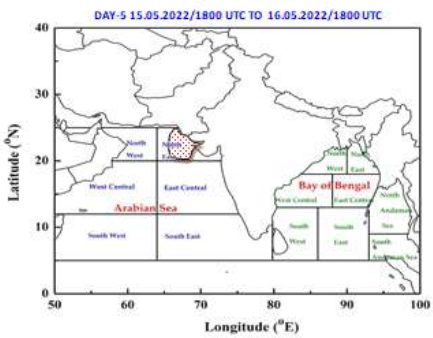 DAY-5 15.05.2022/1800 UTC TO 16.05.2022/1800 UTC
40
30
20
10
0
Latitude (°N)
North
West
North
East
West Central
East Central
Arabian Sea
South West
South East
North
West
North
East
Bay of Bengal
West Central
East Central
South
West
South
East
North
Andaman
Sea
South
Andaman Sea
50
60
70
80
90
100
Longitude (°E)